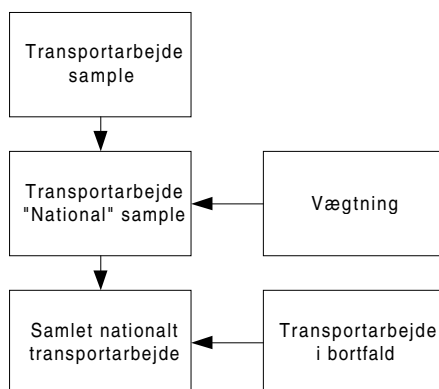 Transportarbejde
sample
Transportarbejde
"National" sample
Vægtning
Samlet nationalt
transportarbejde
Transportarbejde
i bortfald